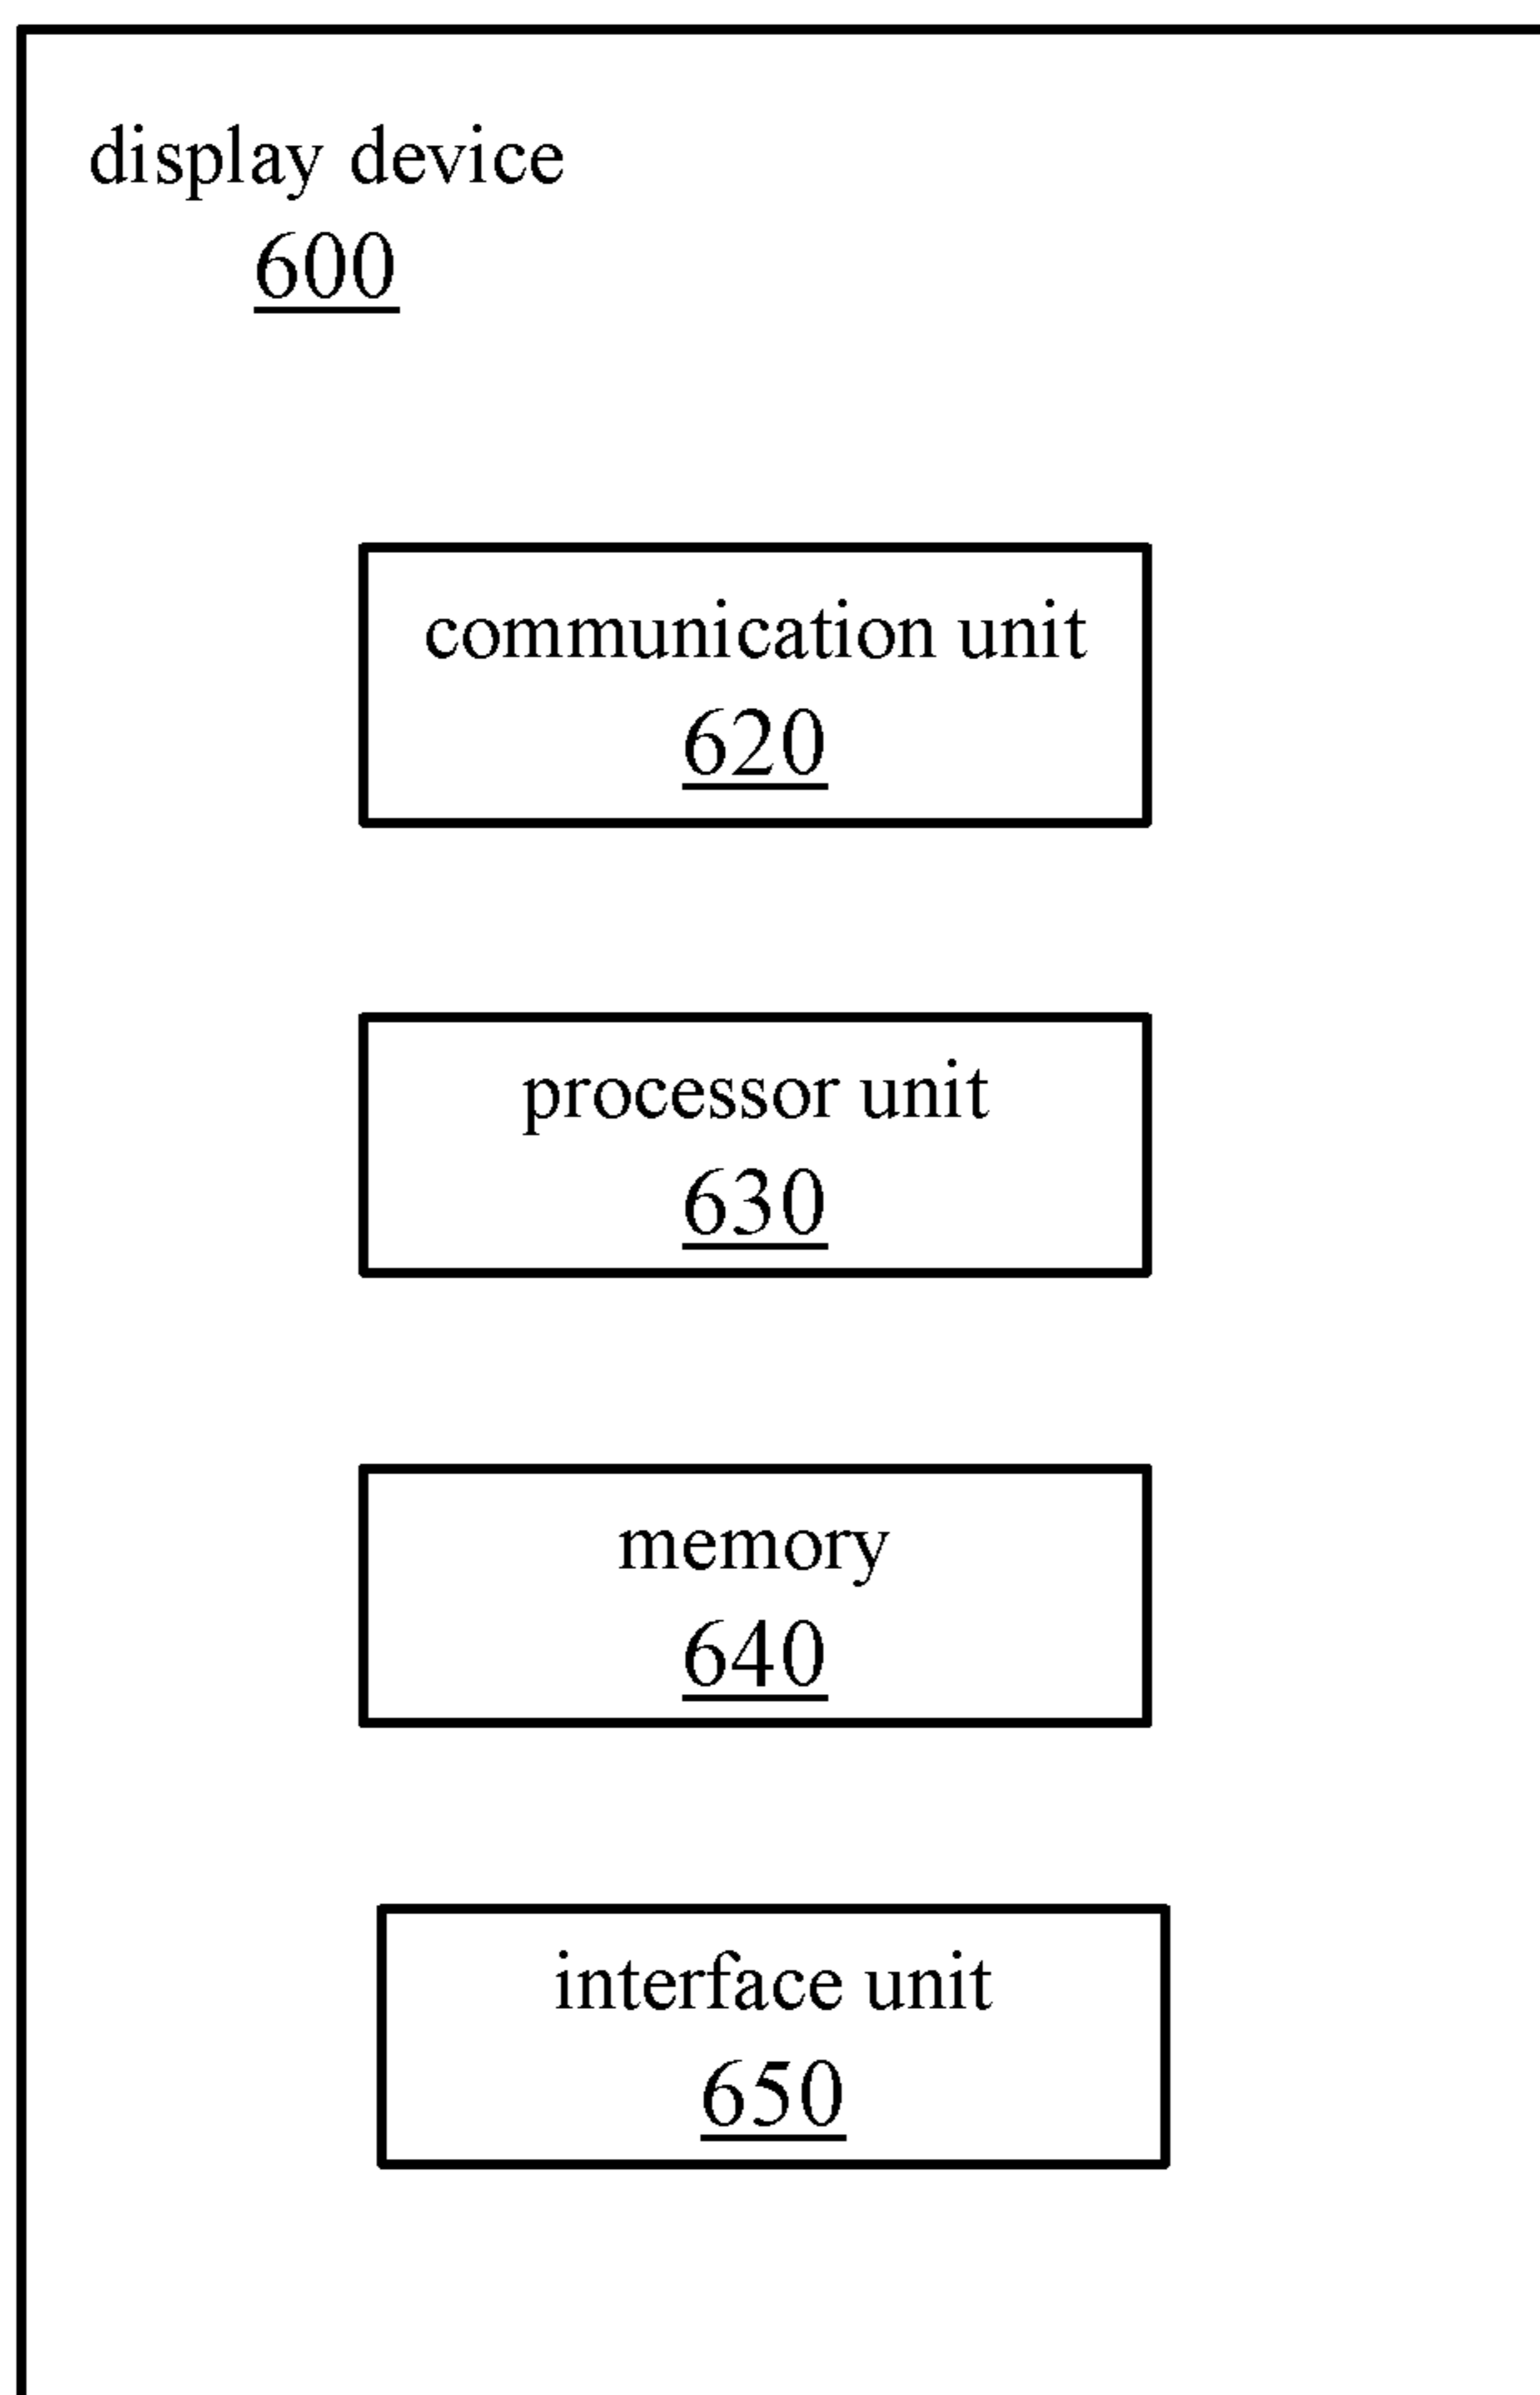 display device
600
communication unit
620
processor unit
630
memory
640
interface unit
650